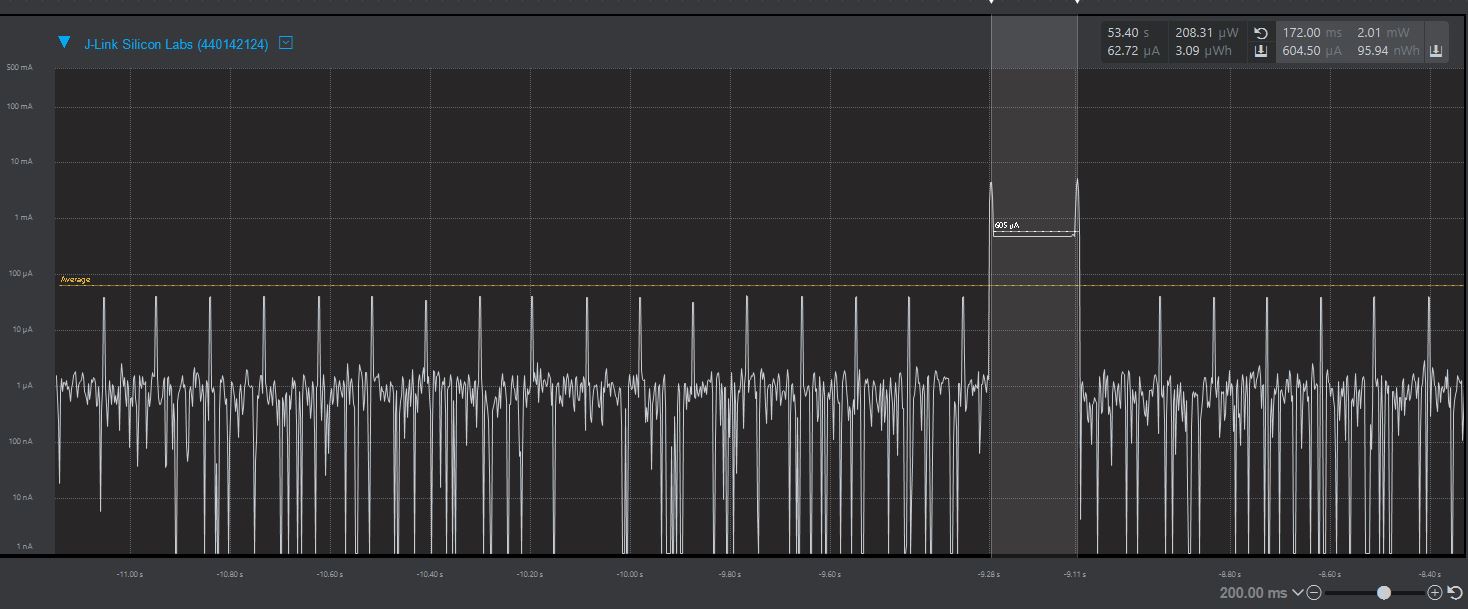 J-Link Silicon Labs (440142124)
53.40 s 208.31 µW 172.00 ms 2.01 mW
62.72 µA 3.09 µWh 604.50 µA 95.94 nWh
500 mA
100 mA
10 mA
1 mA
605 µA
100 µA
Average
10 µA
1 µA
100 nA
10 nA
1 nA
-11.00 s -10.80 s -10.60 s -10.40 s -10.20 s -10.00 s -9.80 s -9.60 s -9.28 s -9.11 s -8.80 s -8.60 s -8.40 s
200.00 ms